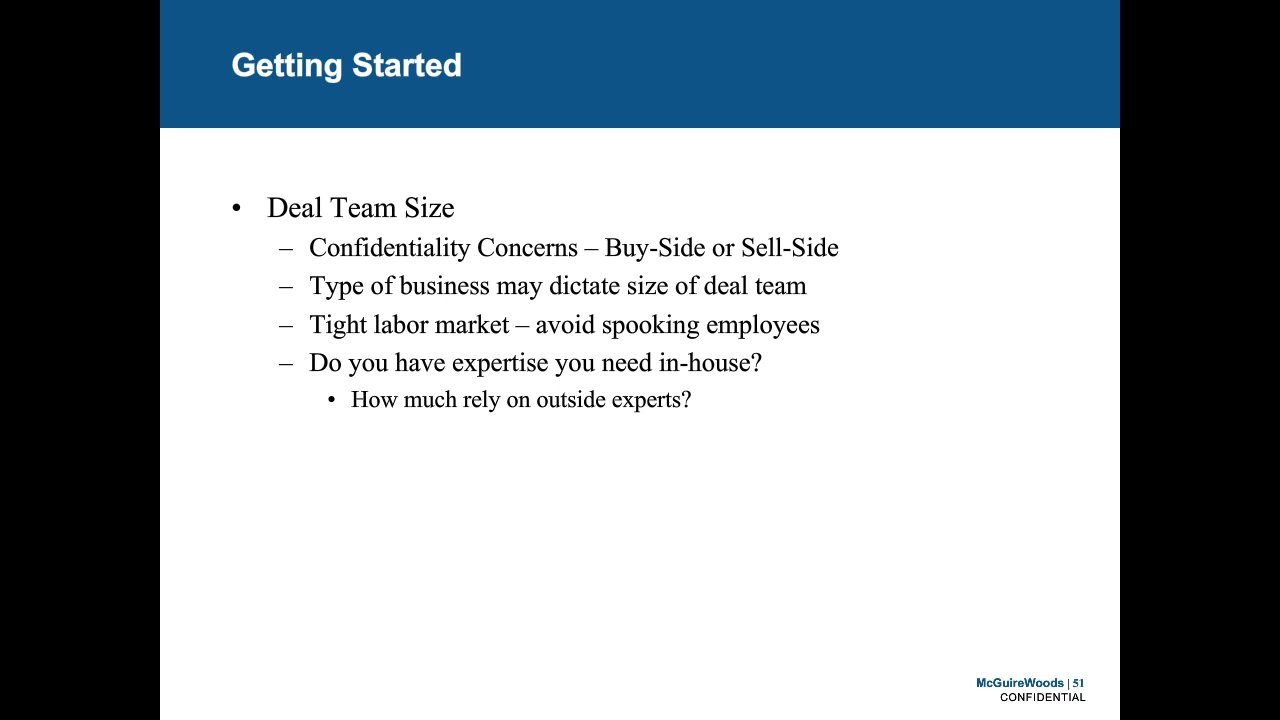 Getting Started
• Deal Team Size
– Confidentiality Concerns – Buy-Side or Sell-Side
– Type of business may dictate size of deal team
– Tight labor market – avoid spooking employees
– Do you have expertise you need in-house?
• How much rely on outside experts?
McGuireWoods | 51
CONFIDENTIAL